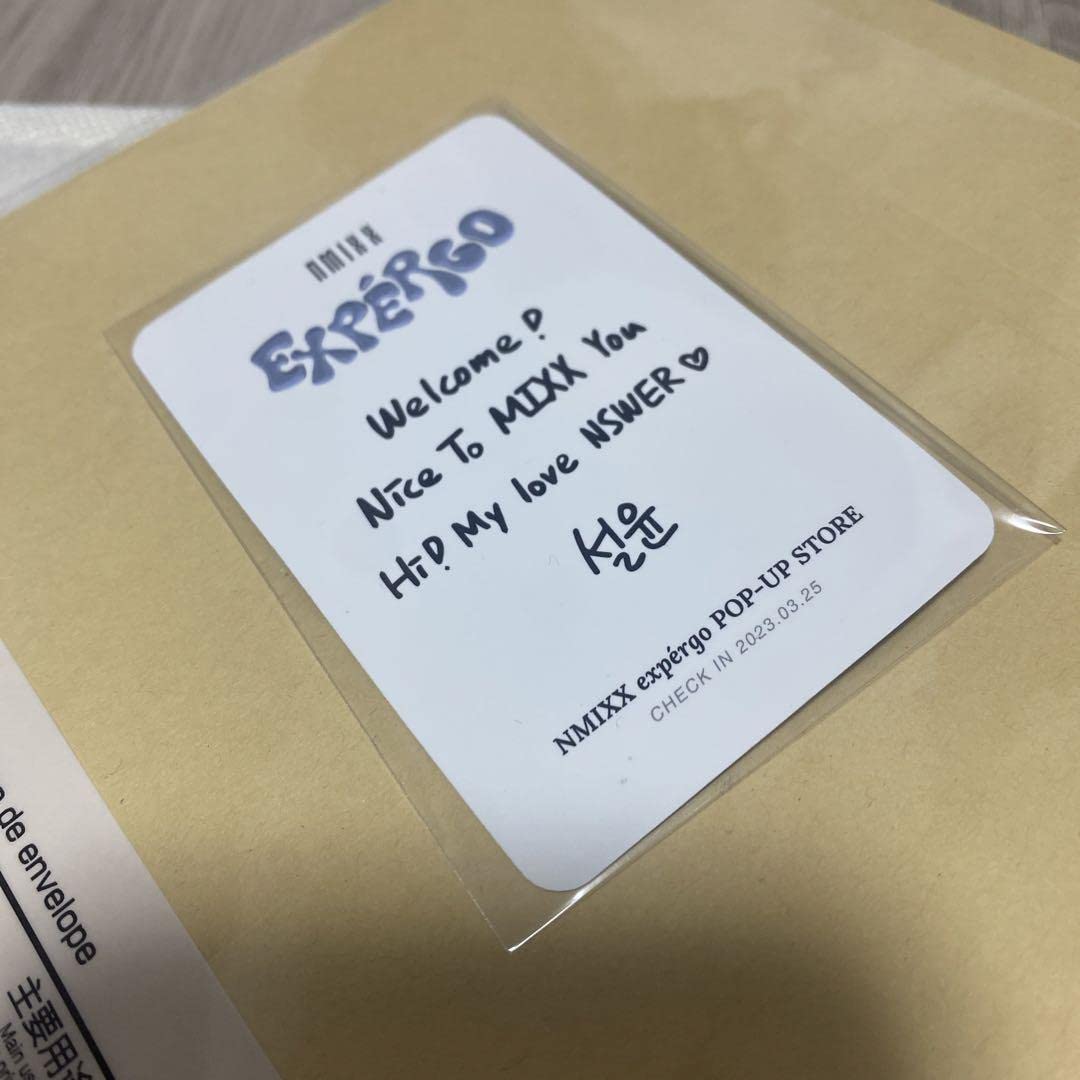 NMIXX
EXPÉRGO
Welcome!
Nice To MIXX You
Hi! My love NSWER♡
설윤
NMIXX expérgo POP-UP STORE
CHECK IN 2023.03.25
de envelope
主要用
Main